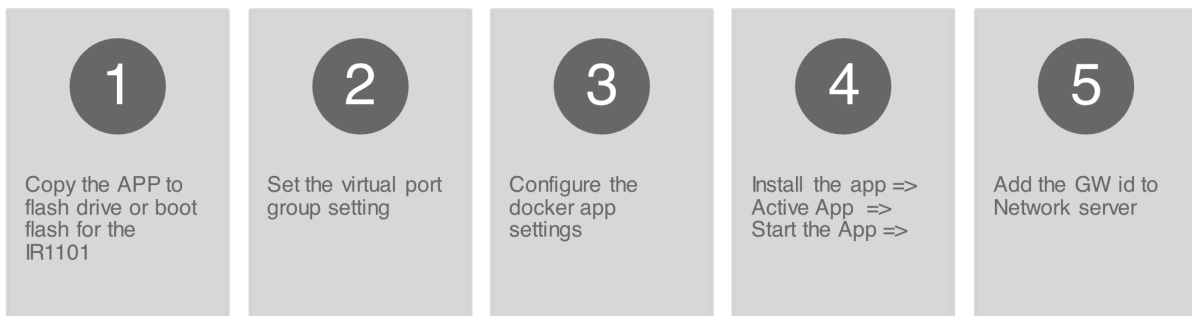 1
Copy the APP to
flash drive or boot
flash for the
IR1101
2
Set the virtual port
group setting
3
Configure the
docker app
settings
4
Install the app =>
Active App =>
Start the App =>
5
Add the GW id to
Network server